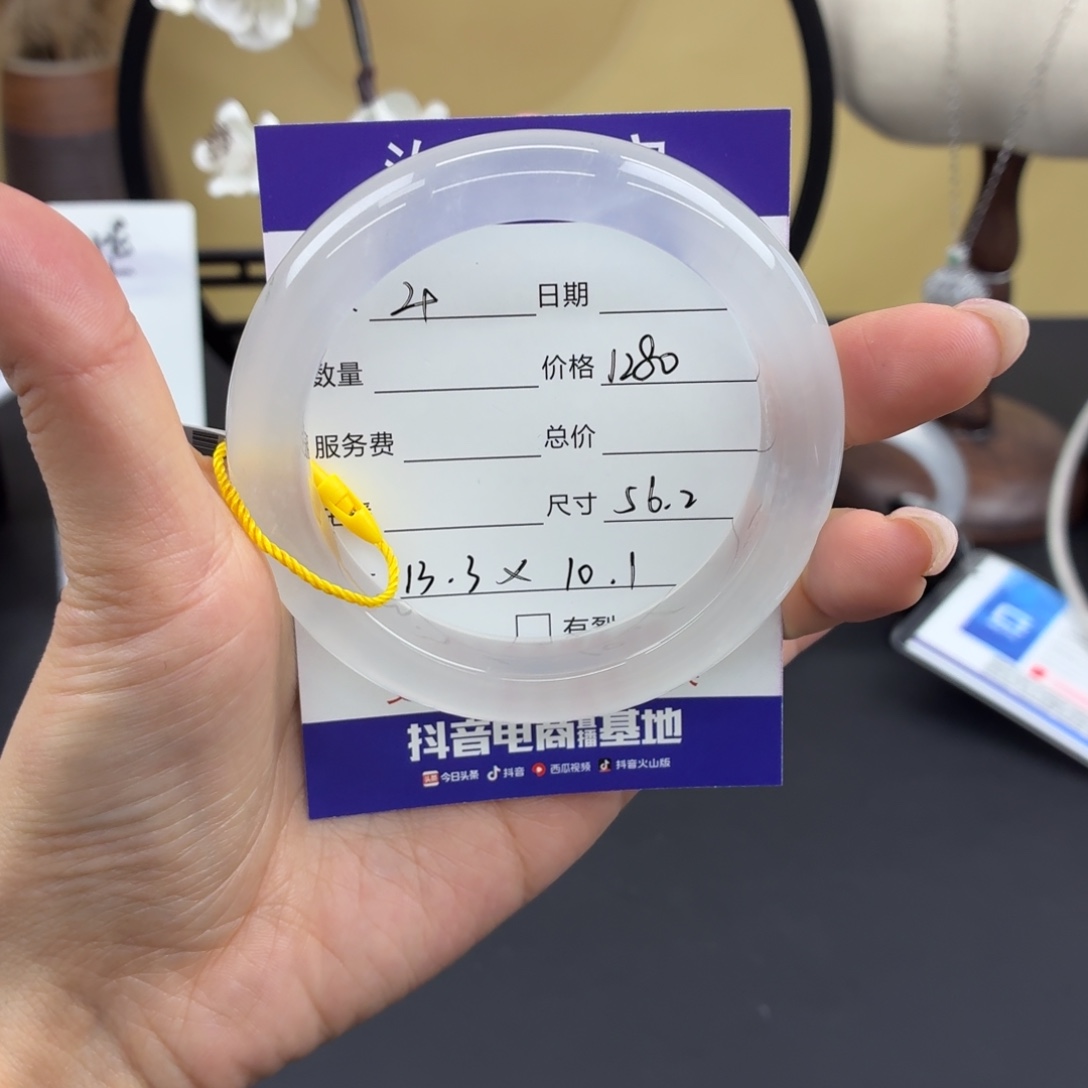 24 日期
数量 价格 1280
服务费 总价
尺寸 56.2
13.3 × 10.1
抖音电商直播基地
今日头条 抖音 西瓜视频 抖音火山版